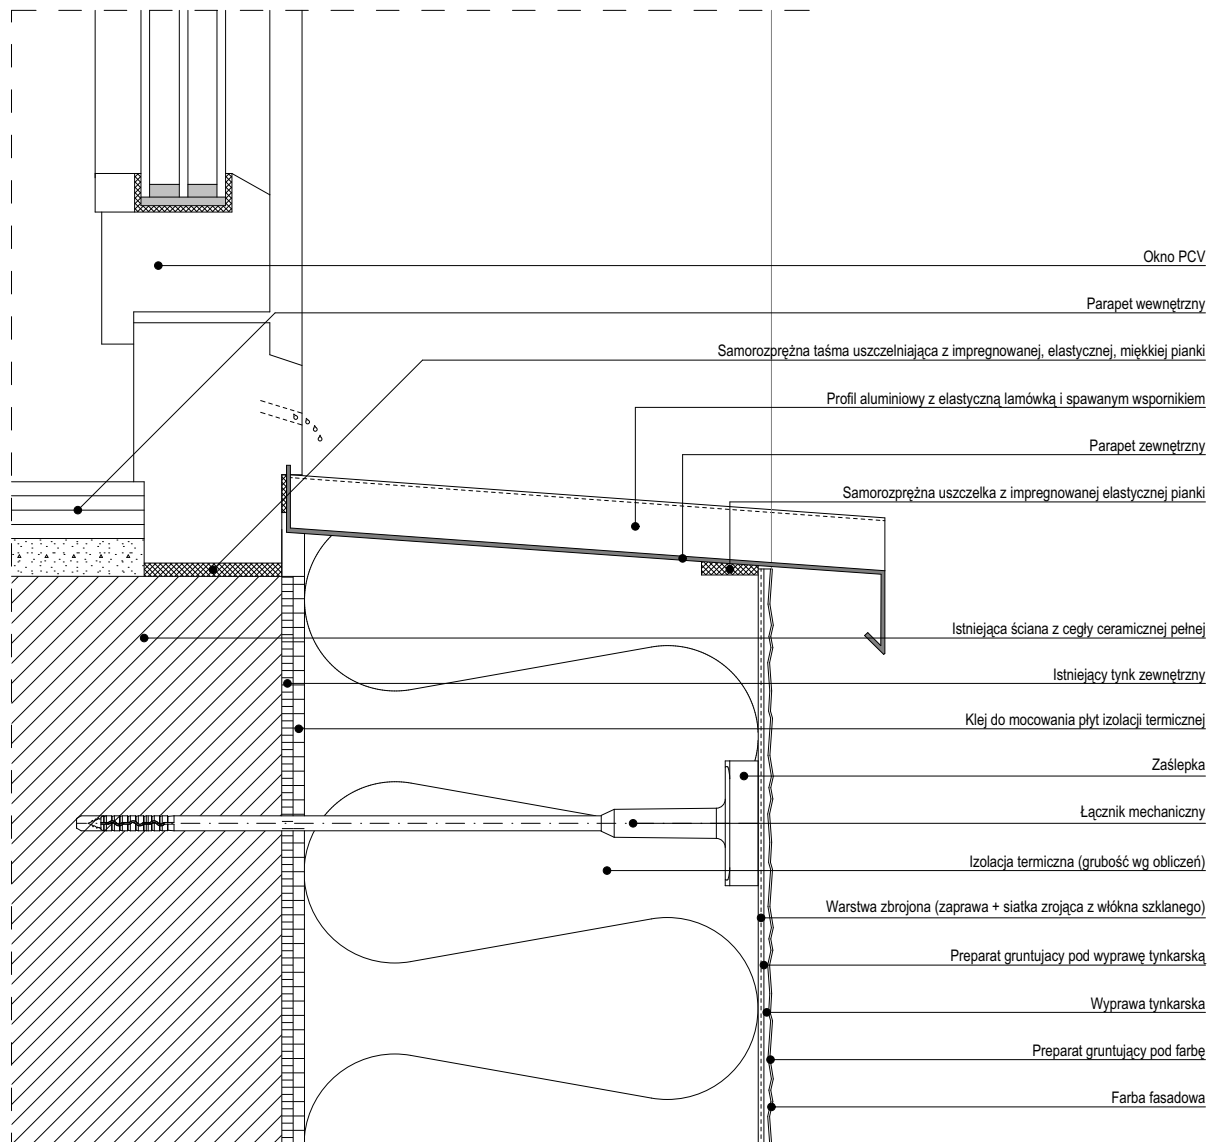 Okno PCV
Parapet wewnętrzny
Samorozprężna taśma uszczelniająca z impregnowanej, elastycznej, miękkiej pianki
Profil aluminiowy z elastyczną lamówką i spawanym wspornikiem
Parapet zewnętrzny
Samorozprężna uszczelka z impregnowanej elastycznej pianki
Istniejąca ściana z cegły ceramicznej pełnej
Istniejący tynk zewnętrzny
Klej do mocowania płyt izolacji termicznej
Zaślepka
Łącznik mechaniczny
Izolacja termiczna (grubość wg obliczeń)
Warstwa zbrojona (zaprawa + siatka zrojąca z włókna szklanego)
Preparat gruntujacy pod wyprawę tynkarską
Wyprawa tynkarska
Preparat gruntujący pod farbę
Farba fasadowa